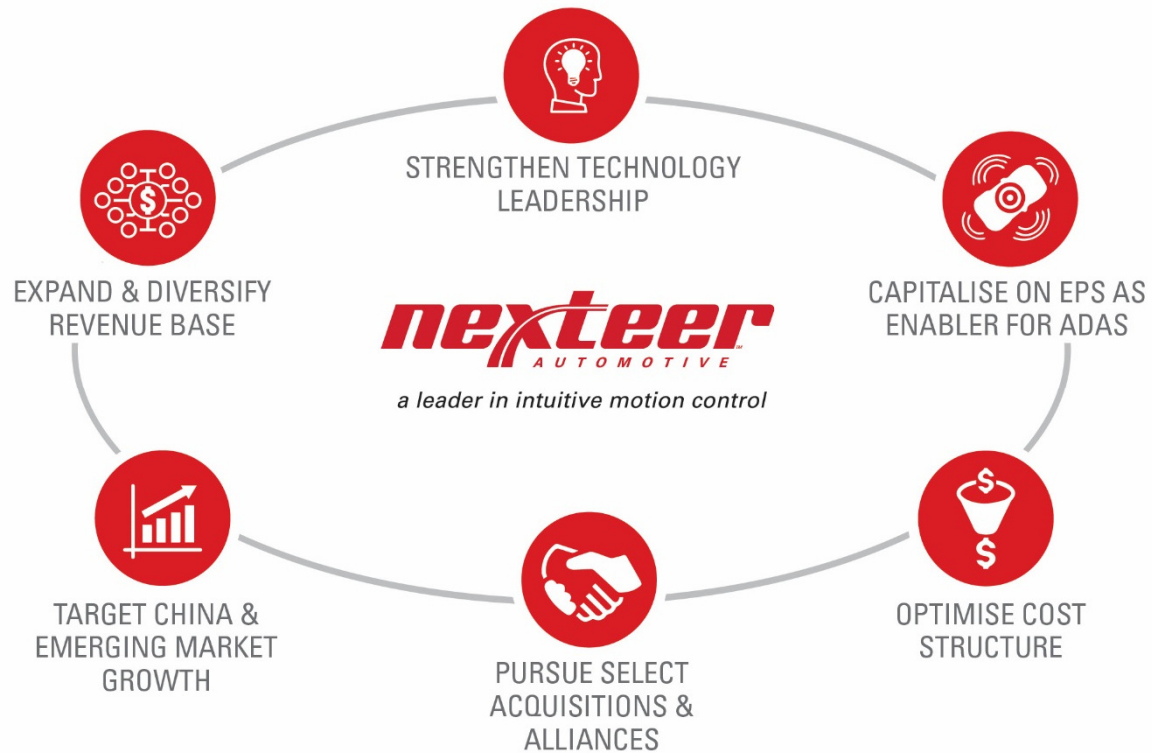 STRENGTHEN TECHNOLOGY
LEADERSHIP
EXPAND & DIVERSIFY
REVENUE BASE
CAPITALISE ON EPS AS
ENABLER FOR ADAS
nexteer
AUTOMOTIVE
a leader in intuitive motion control
TARGET CHINA &
EMERGING MARKET
GROWTH
OPTIMISE COST
STRUCTURE
PURSUE SELECT
ACQUISITIONS &
ALLIANCES
$
$
$